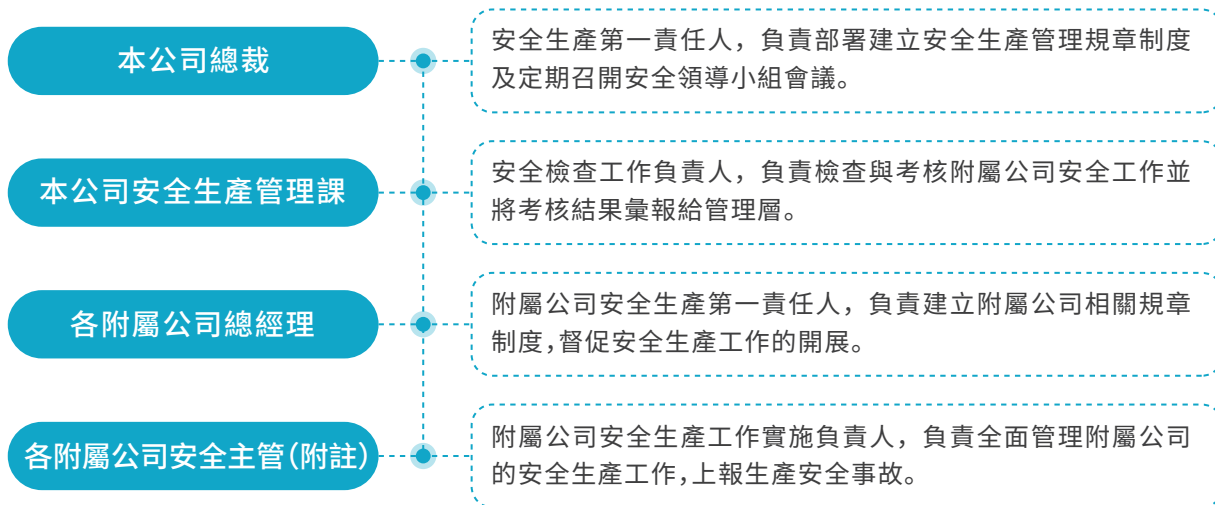 本公司總裁
安全生產第一責任人，負責部署建立安全生產管理規章制度
及定期召開安全領導小組會議。
本公司安全生產管理課
安全檢查工作負責人，負責檢查與考核附屬公司安全工作並
將考核結果彙報給管理層。
各附屬公司總經理
附屬公司安全生產第一責任人，負責建立附屬公司相關規章
制度，督促安全生產工作的開展。
各附屬公司安全主管（附註）
附屬公司安全生產工作實施負責人，負責全面管理附屬公司
的安全生產工作，上報生產安全事故。